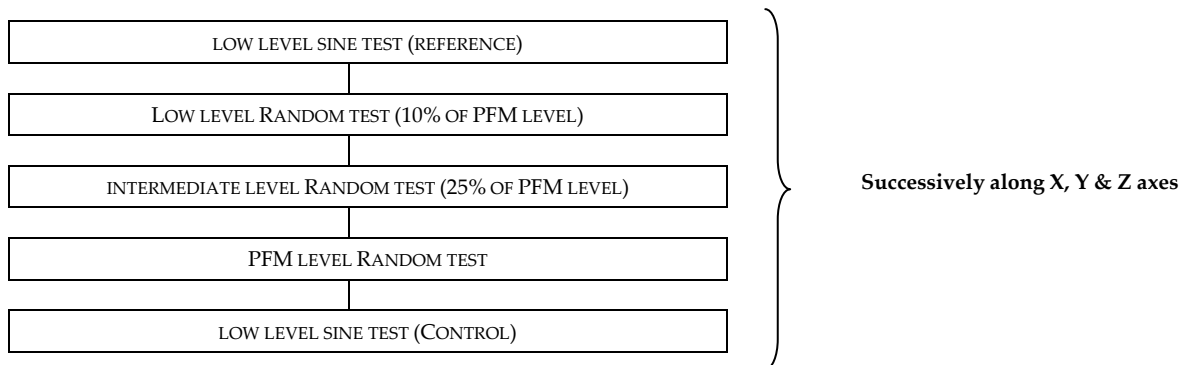 LOW LEVEL SINE TEST (REFERENCE)
LOW LEVEL RANDOM TEST (10% OF PFM LEVEL)
INTERMEDIATE LEVEL RANDOM TEST (25% OF PFM LEVEL)
Successively along X, Y & Z axes
PFM LEVEL RANDOM TEST
LOW LEVEL SINE TEST (CONTROL)